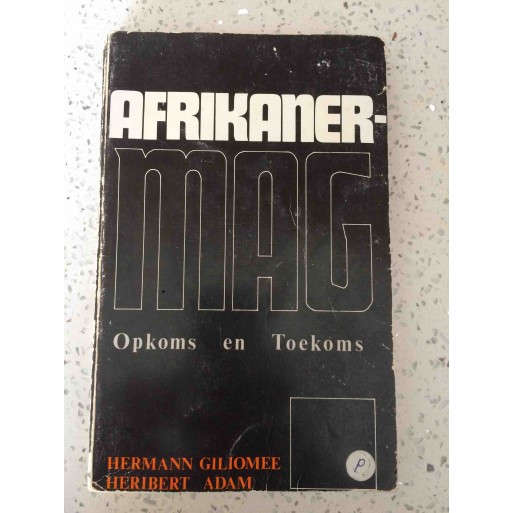 AFRIKANER-
MAG
Opkoms en Toekoms
HERMANN GILIOMEE
HERIBERT ADAM
P